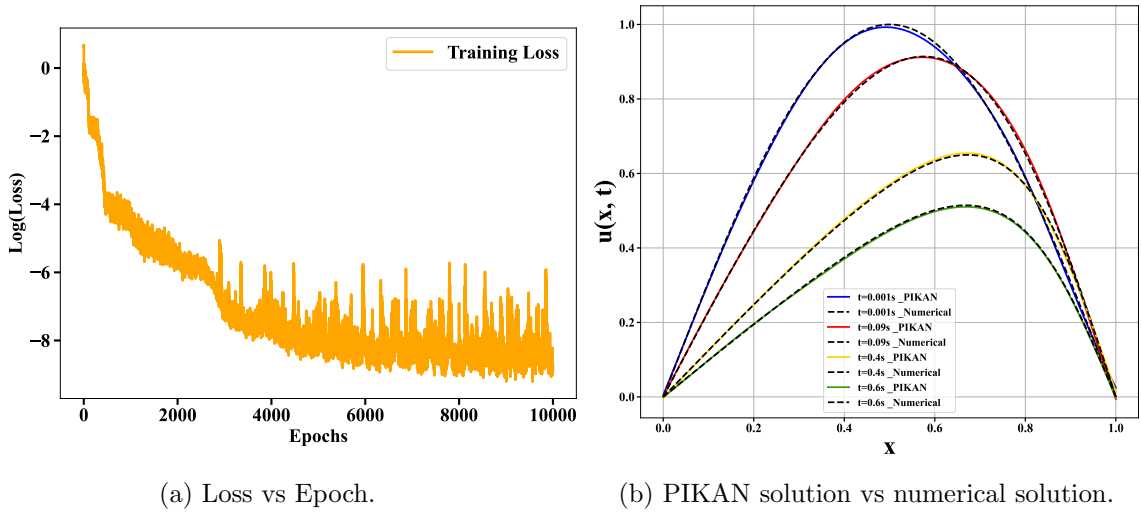 Training Loss
0
−2
−4
−6
−8
Log(Loss)
0
2000
4000
6000
8000
10000
Epochs
(a) Loss vs Epoch.
1.0
0.8
0.6
0.4
0.2
0.0
u(x, t)
t=0.001s _PIKAN
t=0.001s _Numerical
t=0.09s _PIKAN
t=0.09s _Numerical
t=0.4s _PIKAN
t=0.4s _Numerical
t=0.6s _PIKAN
t=0.6s _Numerical
0.0
0.2
0.4
0.6
0.8
1.0
x
(b) PIKAN solution vs numerical solution.